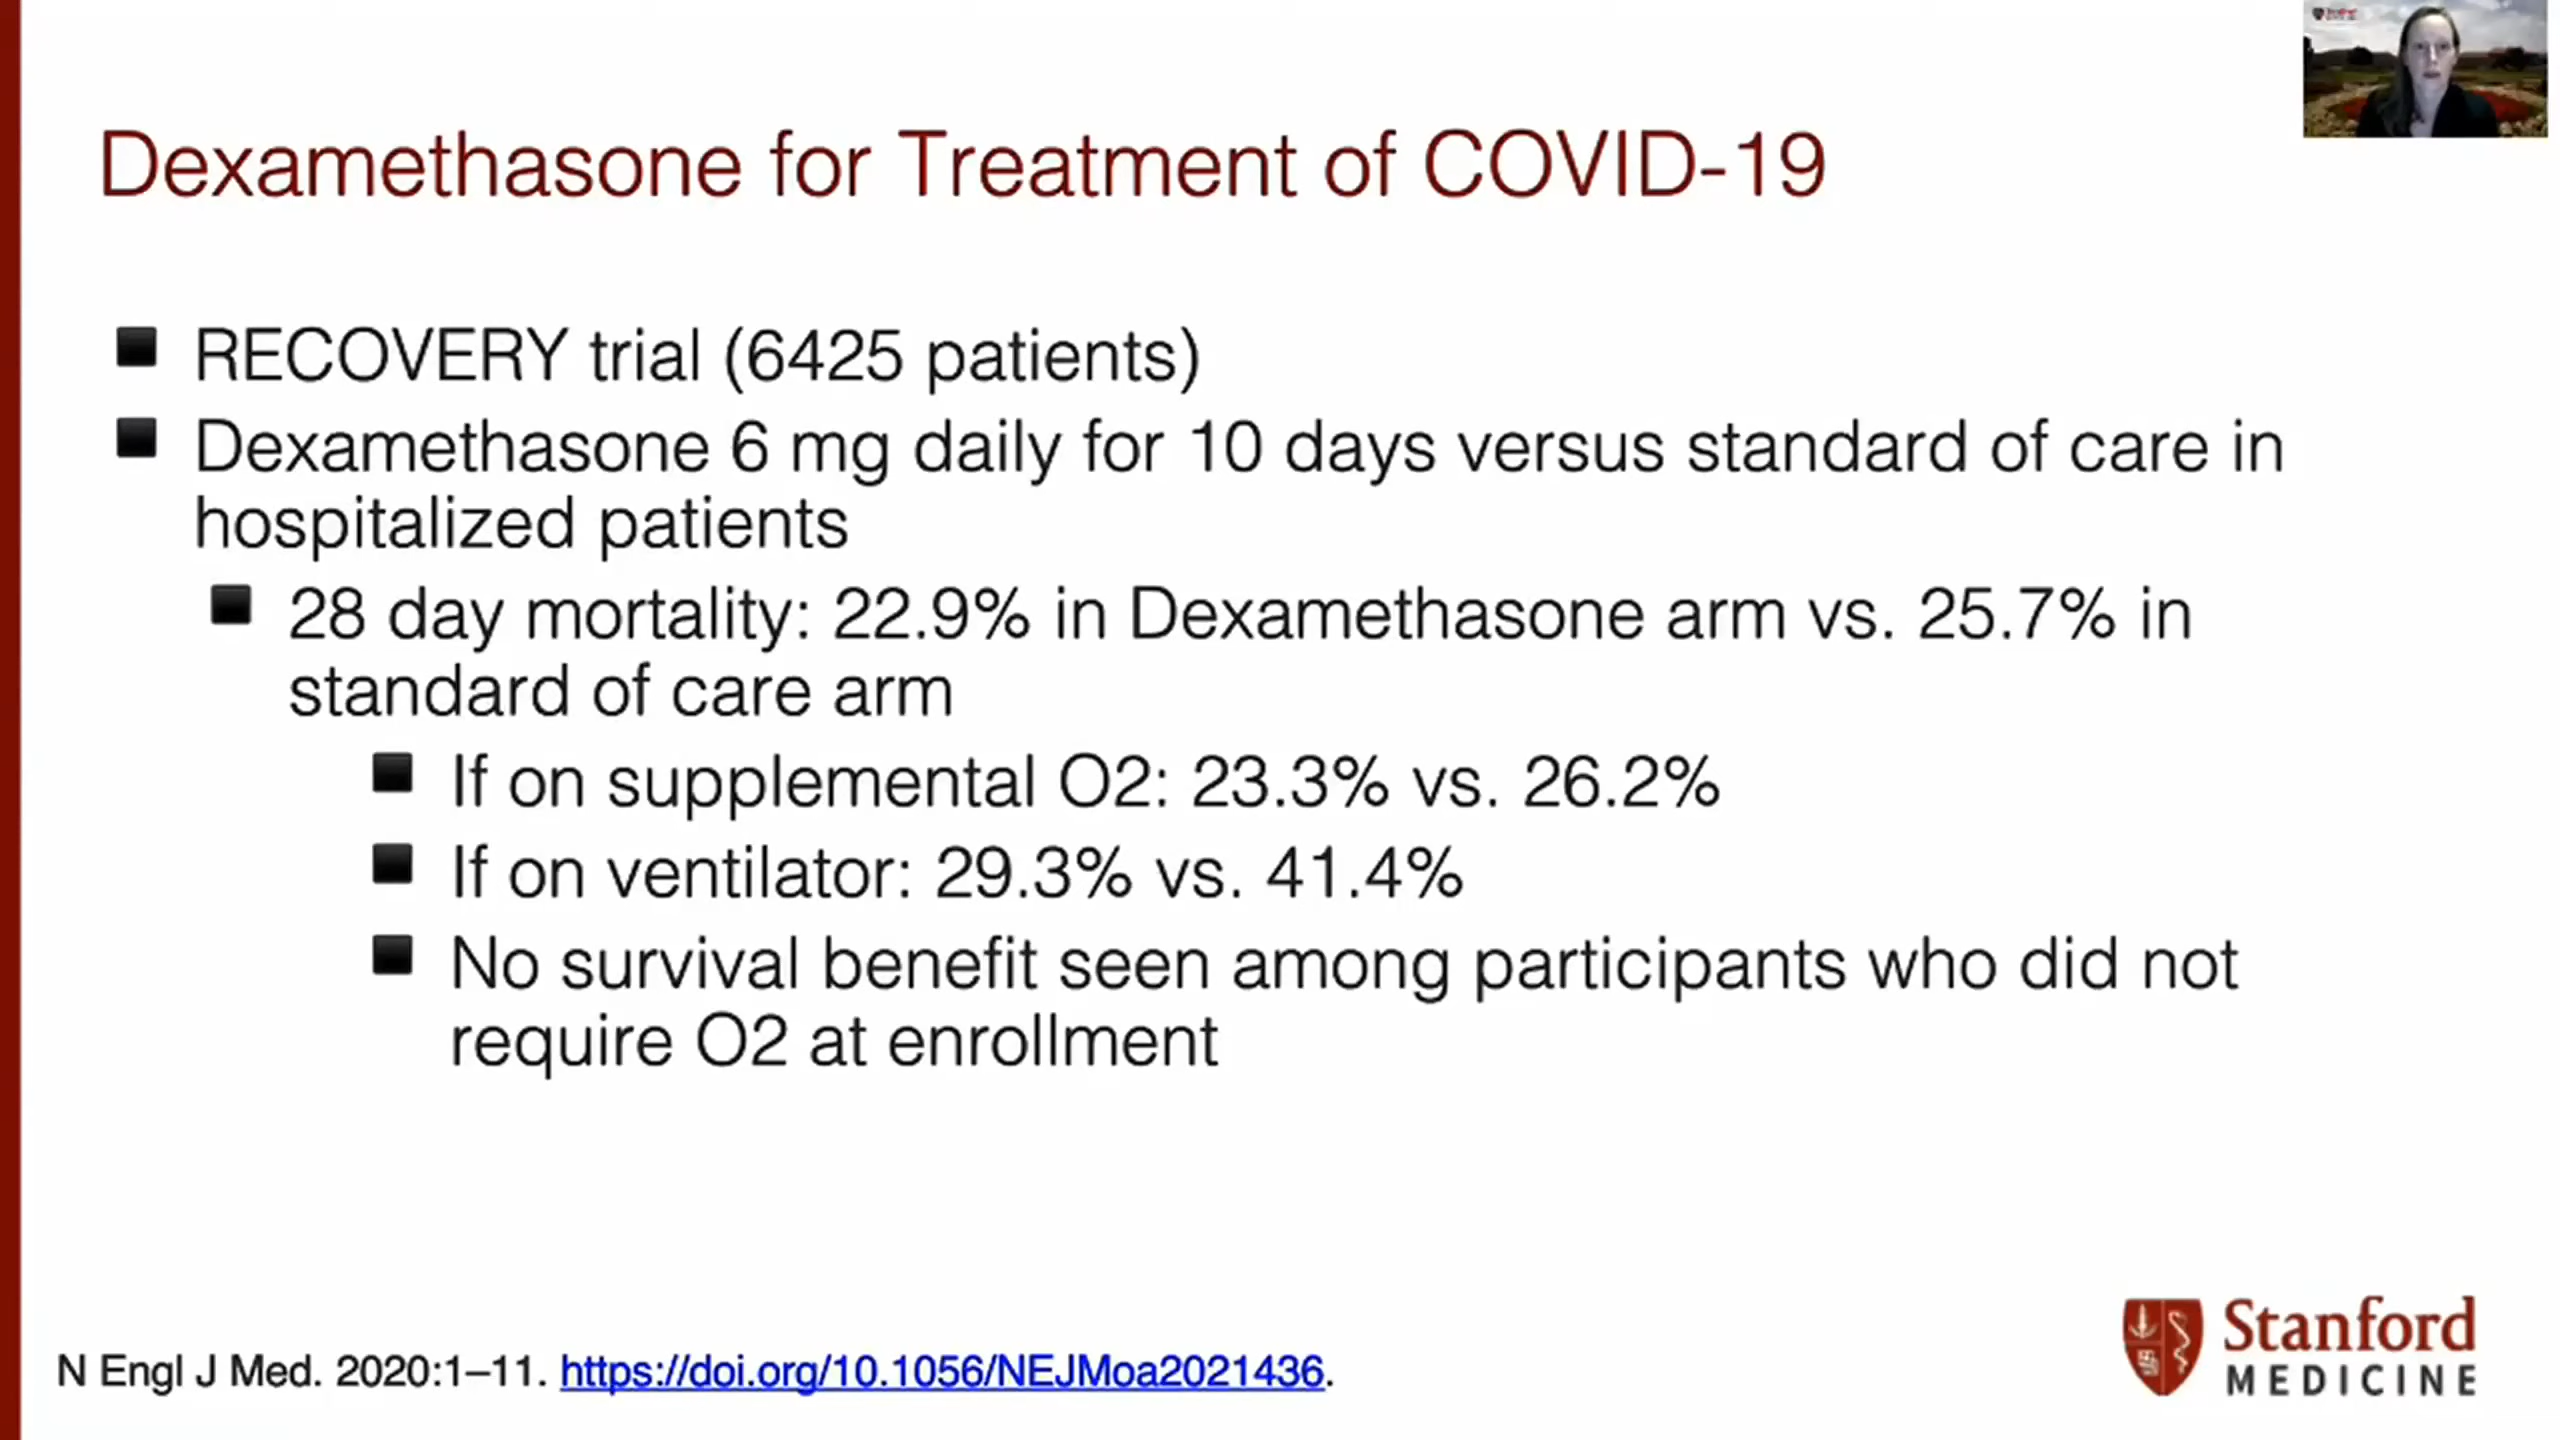 Dexamethasone for Treatment of COVID-19
RECOVERY trial (6425 patients)
Dexamethasone 6 mg daily for 10 days versus standard of care in
hospitalized patients
28 day mortality: 22.9% in Dexamethasone arm vs. 25.7% in
standard of care arm
If on supplemental O2: 23.3% vs. 26.2%
If on ventilator: 29.3% vs. 41.4%
No survival benefit seen among participants who did not
require O2 at enrollment
N Engl J Med. 2020:1–11. https://doi.org/10.1056/NEJMoa2021436.
Stanford
MEDICINE